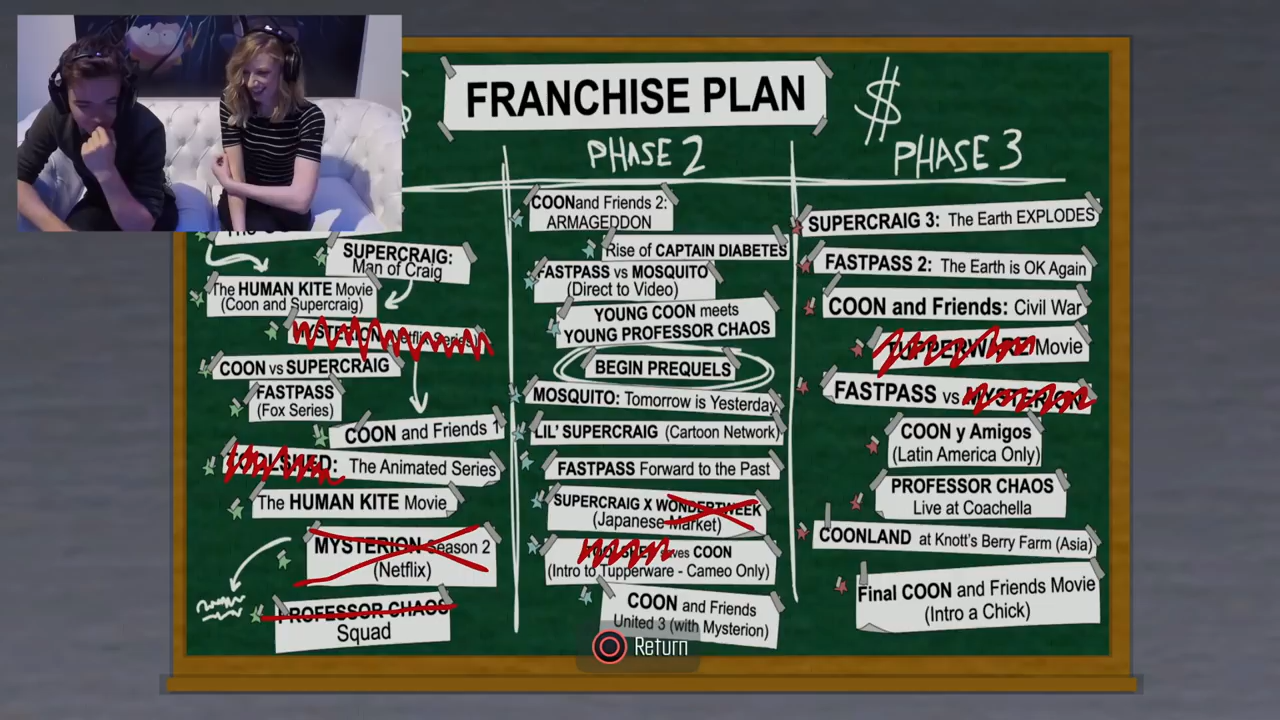 FRANCHISE PLAN
$
PHASE 2
PHASE 3
SUPERCRAIG:
Man of Craig
The HUMAN KITE Movie
(Coon and Supercraig)
MYSTERION Netflix Series
COON vs SUPERCRAIG
FASTPASS
(Fox Series)
COON and Friends 1
The Animated Series
The HUMAN KITE Movie
MYSTERION Season 2
(Netflix)
PROFESSOR CHAOS
Squad
COON and Friends 2:
ARMAGEDDON
Rise of CAPTAIN DIABETES
FASTPASS vs MOSQUITO
(Direct to Video)
YOUNG COON meets
YOUNG PROFESSOR CHAOS
BEGIN PREQUELS
MOSQUITO: Tomorrow is Yesterday
LIL' SUPERCRAIG (Cartoon Network)
FASTPASS Forward to the Past
SUPERCRAIG X WONDERTWEEK
(Japanese Market)
COON
(Intro to Tupperware - Cameo Only)
COON and Friends
United 3 (with Mysterion)
SUPERCRAIG 3: The Earth EXPLODES
FASTPASS 2: The Earth is OK Again
COON and Friends: Civil War
TUPPERWARE Movie
FASTPASS vs MYSTERION
COON y Amigos
(Latin America Only)
PROFESSOR CHAOS
Live at Coachella
COONLAND at Knott's Berry Farm (Asia)
Final COON and Friends Movie
(Intro a Chick)
Return